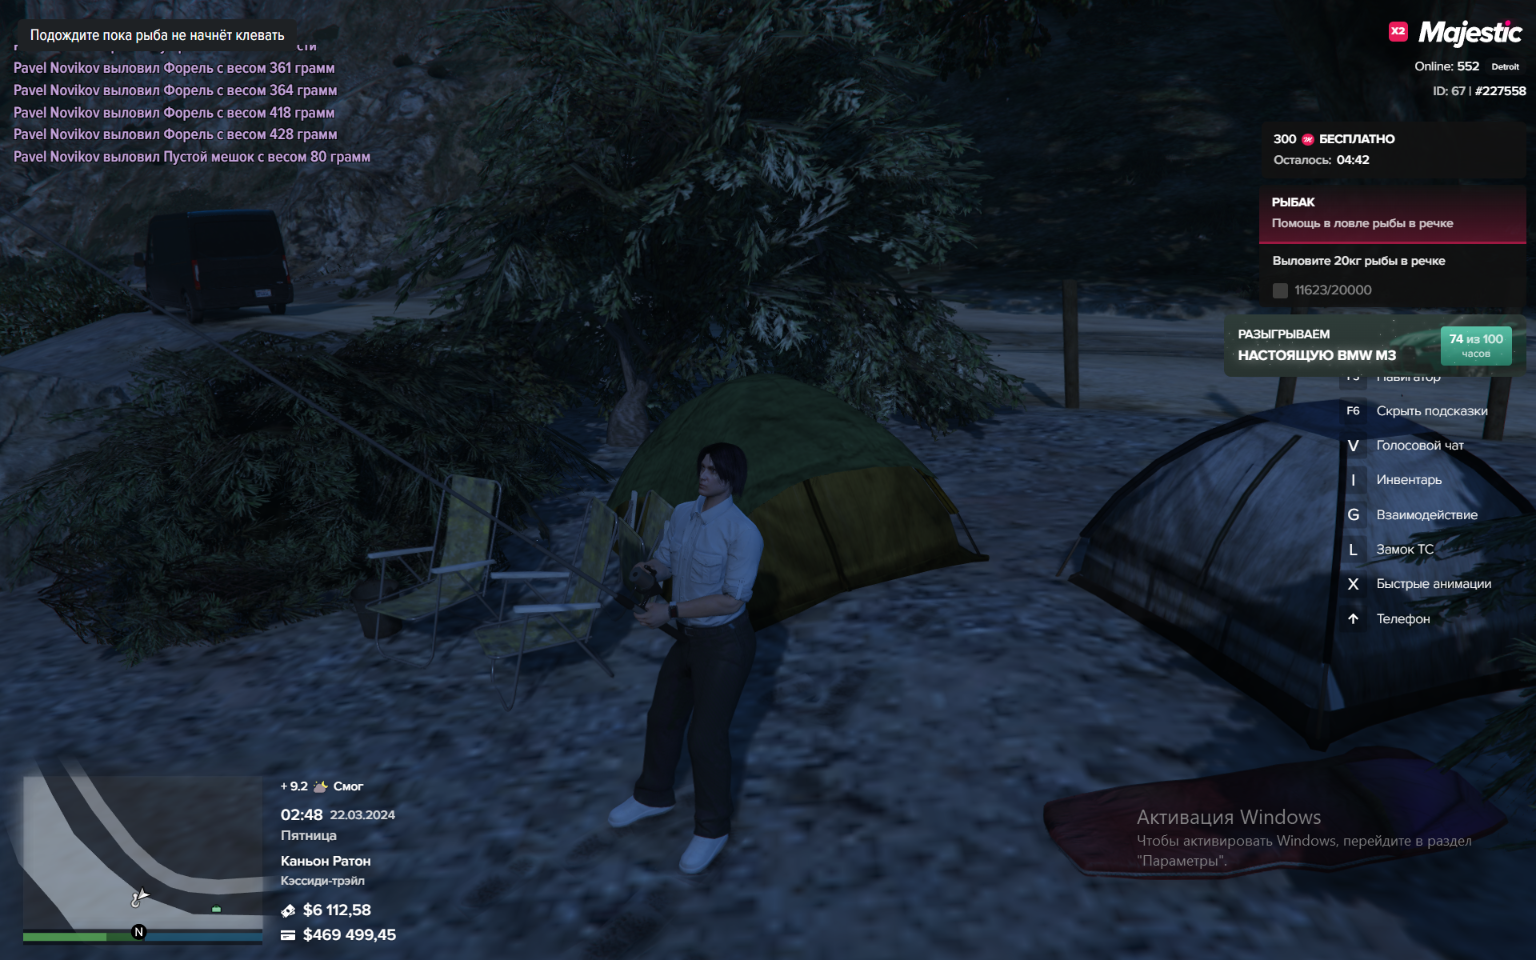 Подождите пока рыба не начнёт клевать
сти
Pavel Novikov выловил Форель с весом 361 грамм
Pavel Novikov выловил Форель с весом 364 грамм
Pavel Novikov выловил Форель с весом 418 грамм
Pavel Novikov выловил Форель с весом 428 грамм
Pavel Novikov выловил Пустой мешок с весом 80 грамм
X2 Majestic
Online: 552 Detroit
ID: 67 | #227558
300 БЕСПЛАТНО
Осталось: 04:42
РЫБАК
Помощь в ловле рыбы в речке
Выловите 20кг рыбы в речке
11623/20000
РАЗЫГРЫВАЕМ
НАСТОЯЩУЮ BMW M3
74 из 100
часов
Навигатор
F6 Скрыть подсказки
V Голосовой чат
I Инвентарь
G Взаимодействие
L Замок ТС
X Быстрые анимации
↑ Телефон
+ 9.2 Смог
02:48 22.03.2024
Пятница
Каньон Ратон
Кэссиди-трэйл
$6 112,58
$469 499,45
N
Активация Windows
Чтобы активировать Windows, перейдите в раздел
"Параметры".